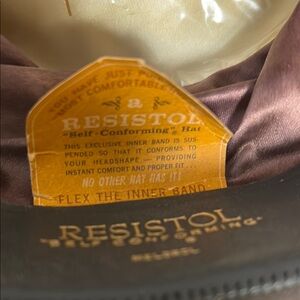 YOU HAVE JUST
MOST COMFORTABLE
a
RESISTOL
"Self-Conforming" Hat
THIS EXCLUSIVE INNER BAND IS SUS-
PENDED SO THAT IT CONFORMS TO
YOUR HEADSHAPE — PROVIDING
INSTANT COMFORT AND PROPER FIT...
NO OTHER HAT HAS IT!
FLEX THE INNER BAND
RESISTOL
"SELF CONFORMING"